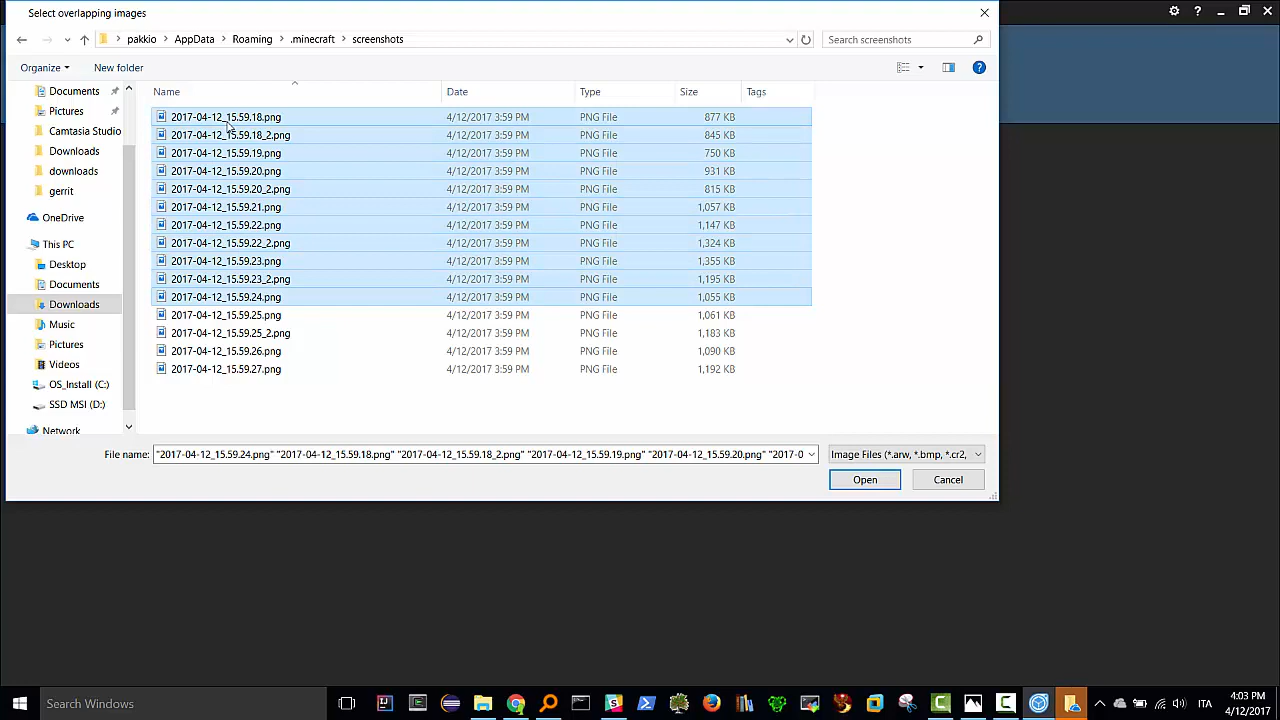 Select overlapping images
pakkio > AppData > Roaming > .minecraft > screenshots
Search screenshots
Organize
New folder
Name Date Type Size Tags
Documents
Pictures
Camtasia Studio
Downloads
downloads
gerrit
OneDrive
This PC
Desktop
Documents
Downloads
Music
Pictures
Videos
OS_Install (C:)
SSD MSI (D:)
Network
2017-04-12_15.59.18.png 4/12/2017 3:59 PM PNG File 877 KB
2017-04-12_15.59.18_2.png 4/12/2017 3:59 PM PNG File 845 KB
2017-04-12_15.59.19.png 4/12/2017 3:59 PM PNG File 750 KB
2017-04-12_15.59.20.png 4/12/2017 3:59 PM PNG File 931 KB
2017-04-12_15.59.20_2.png 4/12/2017 3:59 PM PNG File 815 KB
2017-04-12_15.59.21.png 4/12/2017 3:59 PM PNG File 1,057 KB
2017-04-12_15.59.22.png 4/12/2017 3:59 PM PNG File 1,147 KB
2017-04-12_15.59.22_2.png 4/12/2017 3:59 PM PNG File 1,324 KB
2017-04-12_15.59.23.png 4/12/2017 3:59 PM PNG File 1,355 KB
2017-04-12_15.59.23_2.png 4/12/2017 3:59 PM PNG File 1,195 KB
2017-04-12_15.59.24.png 4/12/2017 3:59 PM PNG File 1,055 KB
2017-04-12_15.59.25.png 4/12/2017 3:59 PM PNG File 1,061 KB
2017-04-12_15.59.25_2.png 4/12/2017 3:59 PM PNG File 1,183 KB
2017-04-12_15.59.26.png 4/12/2017 3:59 PM PNG File 1,090 KB
2017-04-12_15.59.27.png 4/12/2017 3:59 PM PNG File 1,192 KB
File name: "2017-04-12_15.59.24.png" "2017-04-12_15.59.18.png" "2017-04-12_15.59.18_2.png" "2017-04-12_15.59.19.png" "2017-04-12_15.59.20.png" "2017-0
Image Files (*.arw, *.bmp, *.cr2,
Open
Cancel
Search Windows
ITA
4:03 PM
4/12/2017